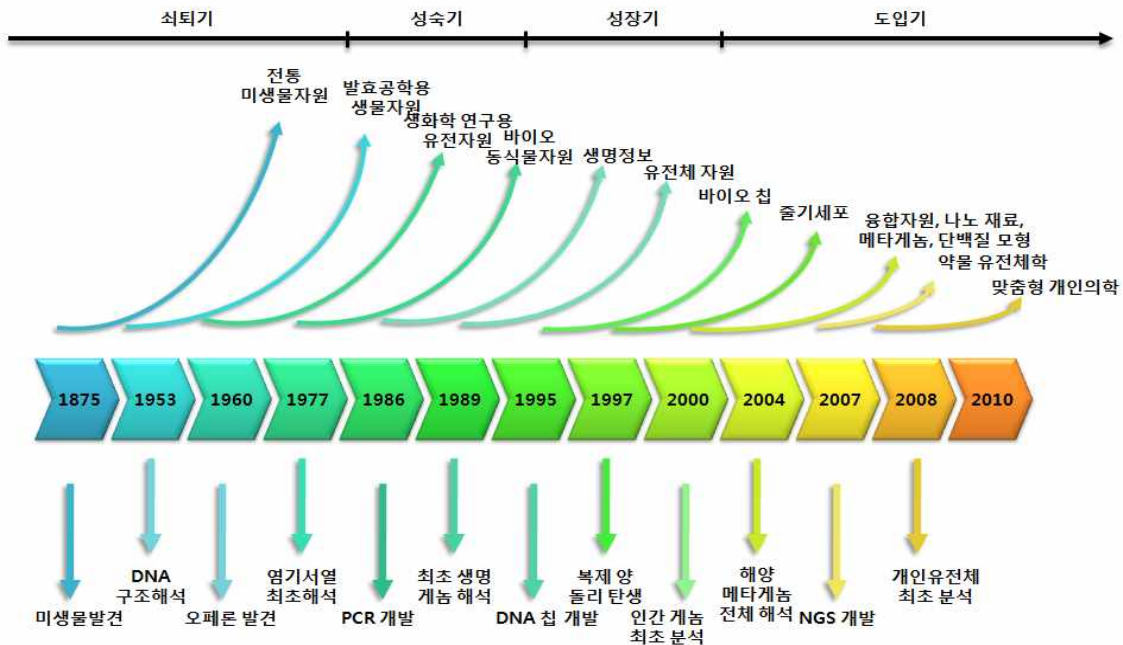 쇠퇴기
성숙기
성장기
도입기
전통
미생물자원
발효공학용
생물자원
생화학 연구용
유전자원
바이오
동식물자원
생명정보
유전체 자원
바이오 칩
줄기세포
융합자원, 나노 재료,
메타게놈, 단백질 모형
약물 유전체학
맞춤형 개인의학
1875
1953
1960
1977
1986
1989
1995
1997
2000
2004
2007
2008
2010
미생물발견
DNA
구조해석
오페론 발견
염기서열
최초해석
PCR 개발
최초 생명
게놈 해석
DNA 칩 개발
복제 양
돌리 탄생
인간 게놈
최초 분석
해양
메타게놈
전체 해석
NGS 개발
개인유전체
최초 분석